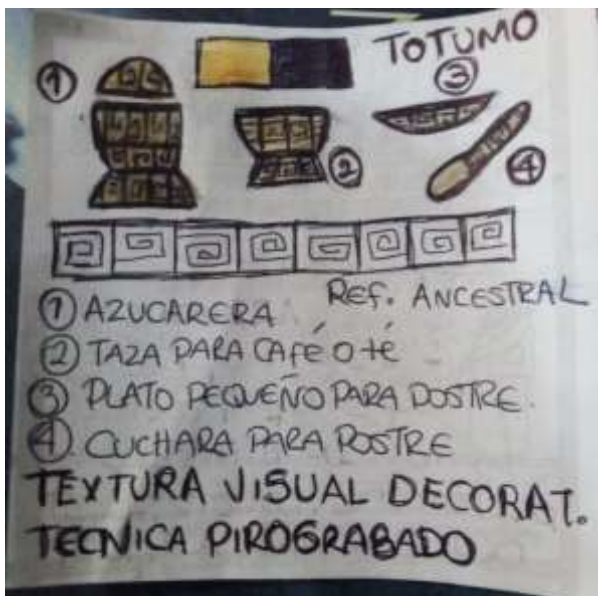 TOTUMO
1
3
2
4
Ref. ANCESTRAL
1 AZUCARERA
2 TAZA PARA CAFÉ O té
3 PLATO PEQUEÑO PARA POSTRE.
4 CUCHARA PARA POSTRE
TEXTURA VISUAL DECORAT.
TECNICA PIROGRABADO